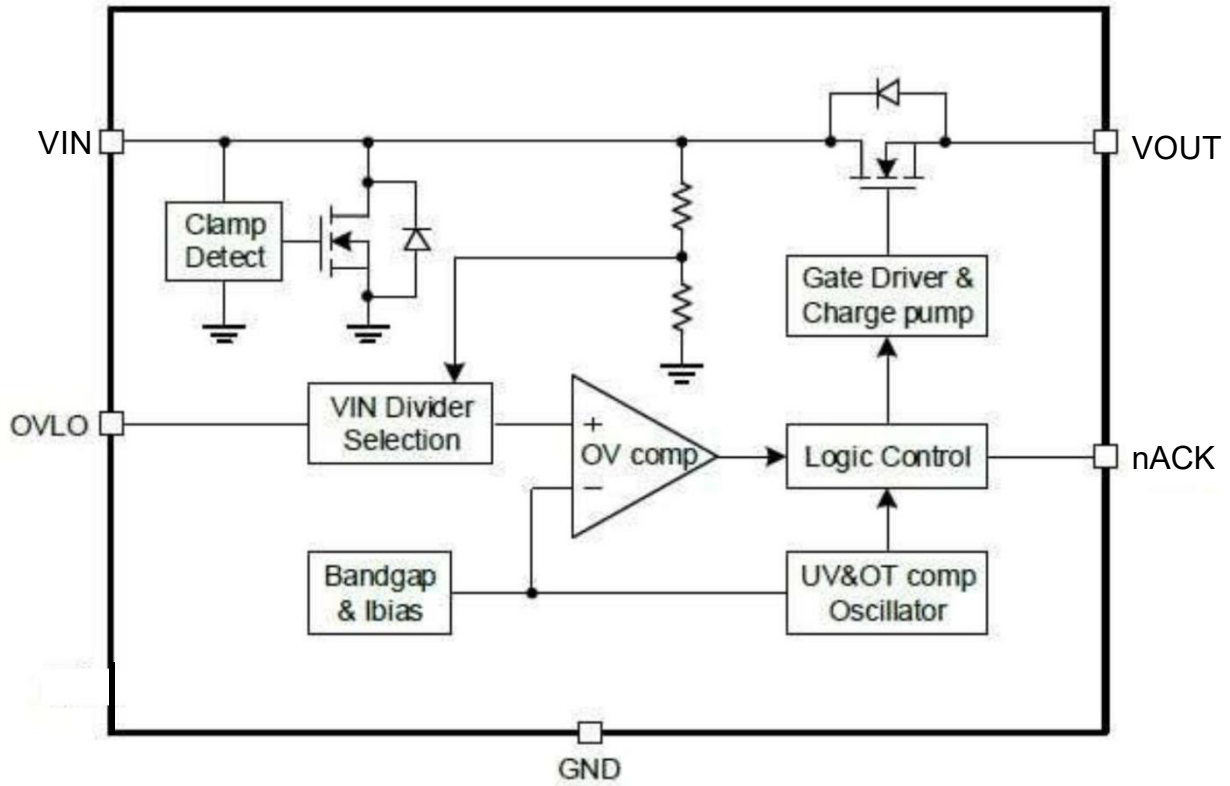 VIN
VOUT
Clamp
Detect
Gate Driver &
Charge pump
OVLO
VIN Divider
Selection
+
OV comp
−
Logic Control
nACK
Bandgap
& Ibias
UV&OT comp
Oscillator
GND